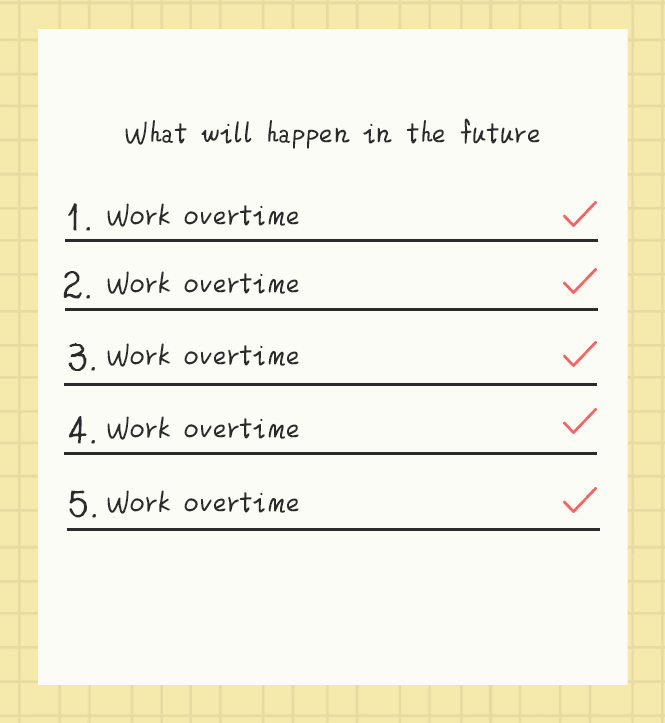 What will happen in the future
1. Work overtime
2. Work overtime
3. Work overtime
4. Work overtime
5. Work overtime